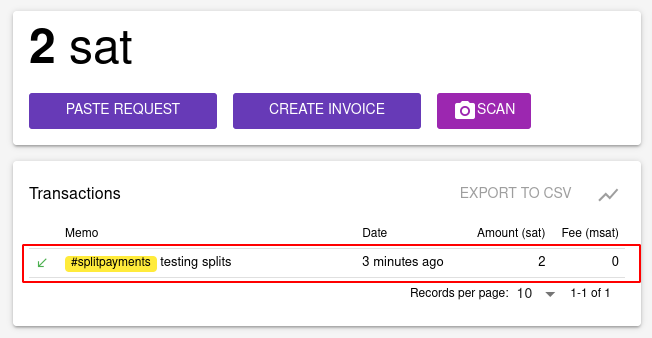 2 sat
PASTE REQUEST CREATE INVOICE SCAN
Transactions EXPORT TO CSV
Memo Date Amount (sat) Fee (msat)
#splitpayments testing splits 3 minutes ago 2 0
Records per page: 10 1-1 of 1